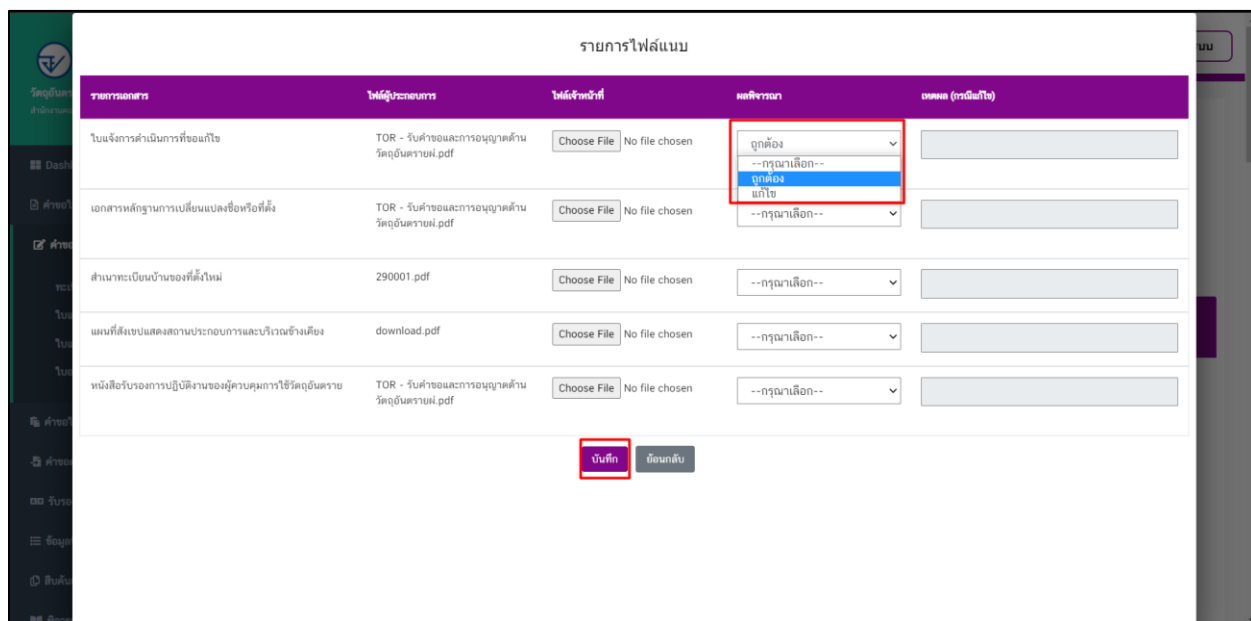 รายการไฟล์แนบ
รายการเอกสาร ไฟล์ผู้ประกอบการ ไฟล์เจ้าหน้าที่ ผลพิจารณา เหตุผล (กรณีแก้ไข)
ใบแจ้งการดำเนินการที่ขอแก้ไข TOR - รับคำขอและการอนุญาตด้าน Choose File No file chosen ถูกต้อง
วัตถุอันตรายผ่.pdf --กรุณาเลือก--
ถูกต้อง
แก้ไข
เอกสารหลักฐานการเปลี่ยนแปลงชื่อหรือที่ตั้ง TOR - รับคำขอและการอนุญาตด้าน Choose File No file chosen --กรุณาเลือก--
วัตถุอันตรายผ่.pdf
สำเนาทะเบียนบ้านของที่ตั้งใหม่ 290001.pdf Choose File No file chosen --กรุณาเลือก--
แผนที่สังเขปแสดงสถานประกอบการและบริเวณข้างเคียง download.pdf Choose File No file chosen --กรุณาเลือก--
หนังสือรับรองการปฏิบัติงานของผู้ควบคุมการใช้วัตถุอันตราย TOR - รับคำขอและการอนุญาตด้าน Choose File No file chosen --กรุณาเลือก--
วัตถุอันตรายผ่.pdf
บันทึก ย้อนกลับ